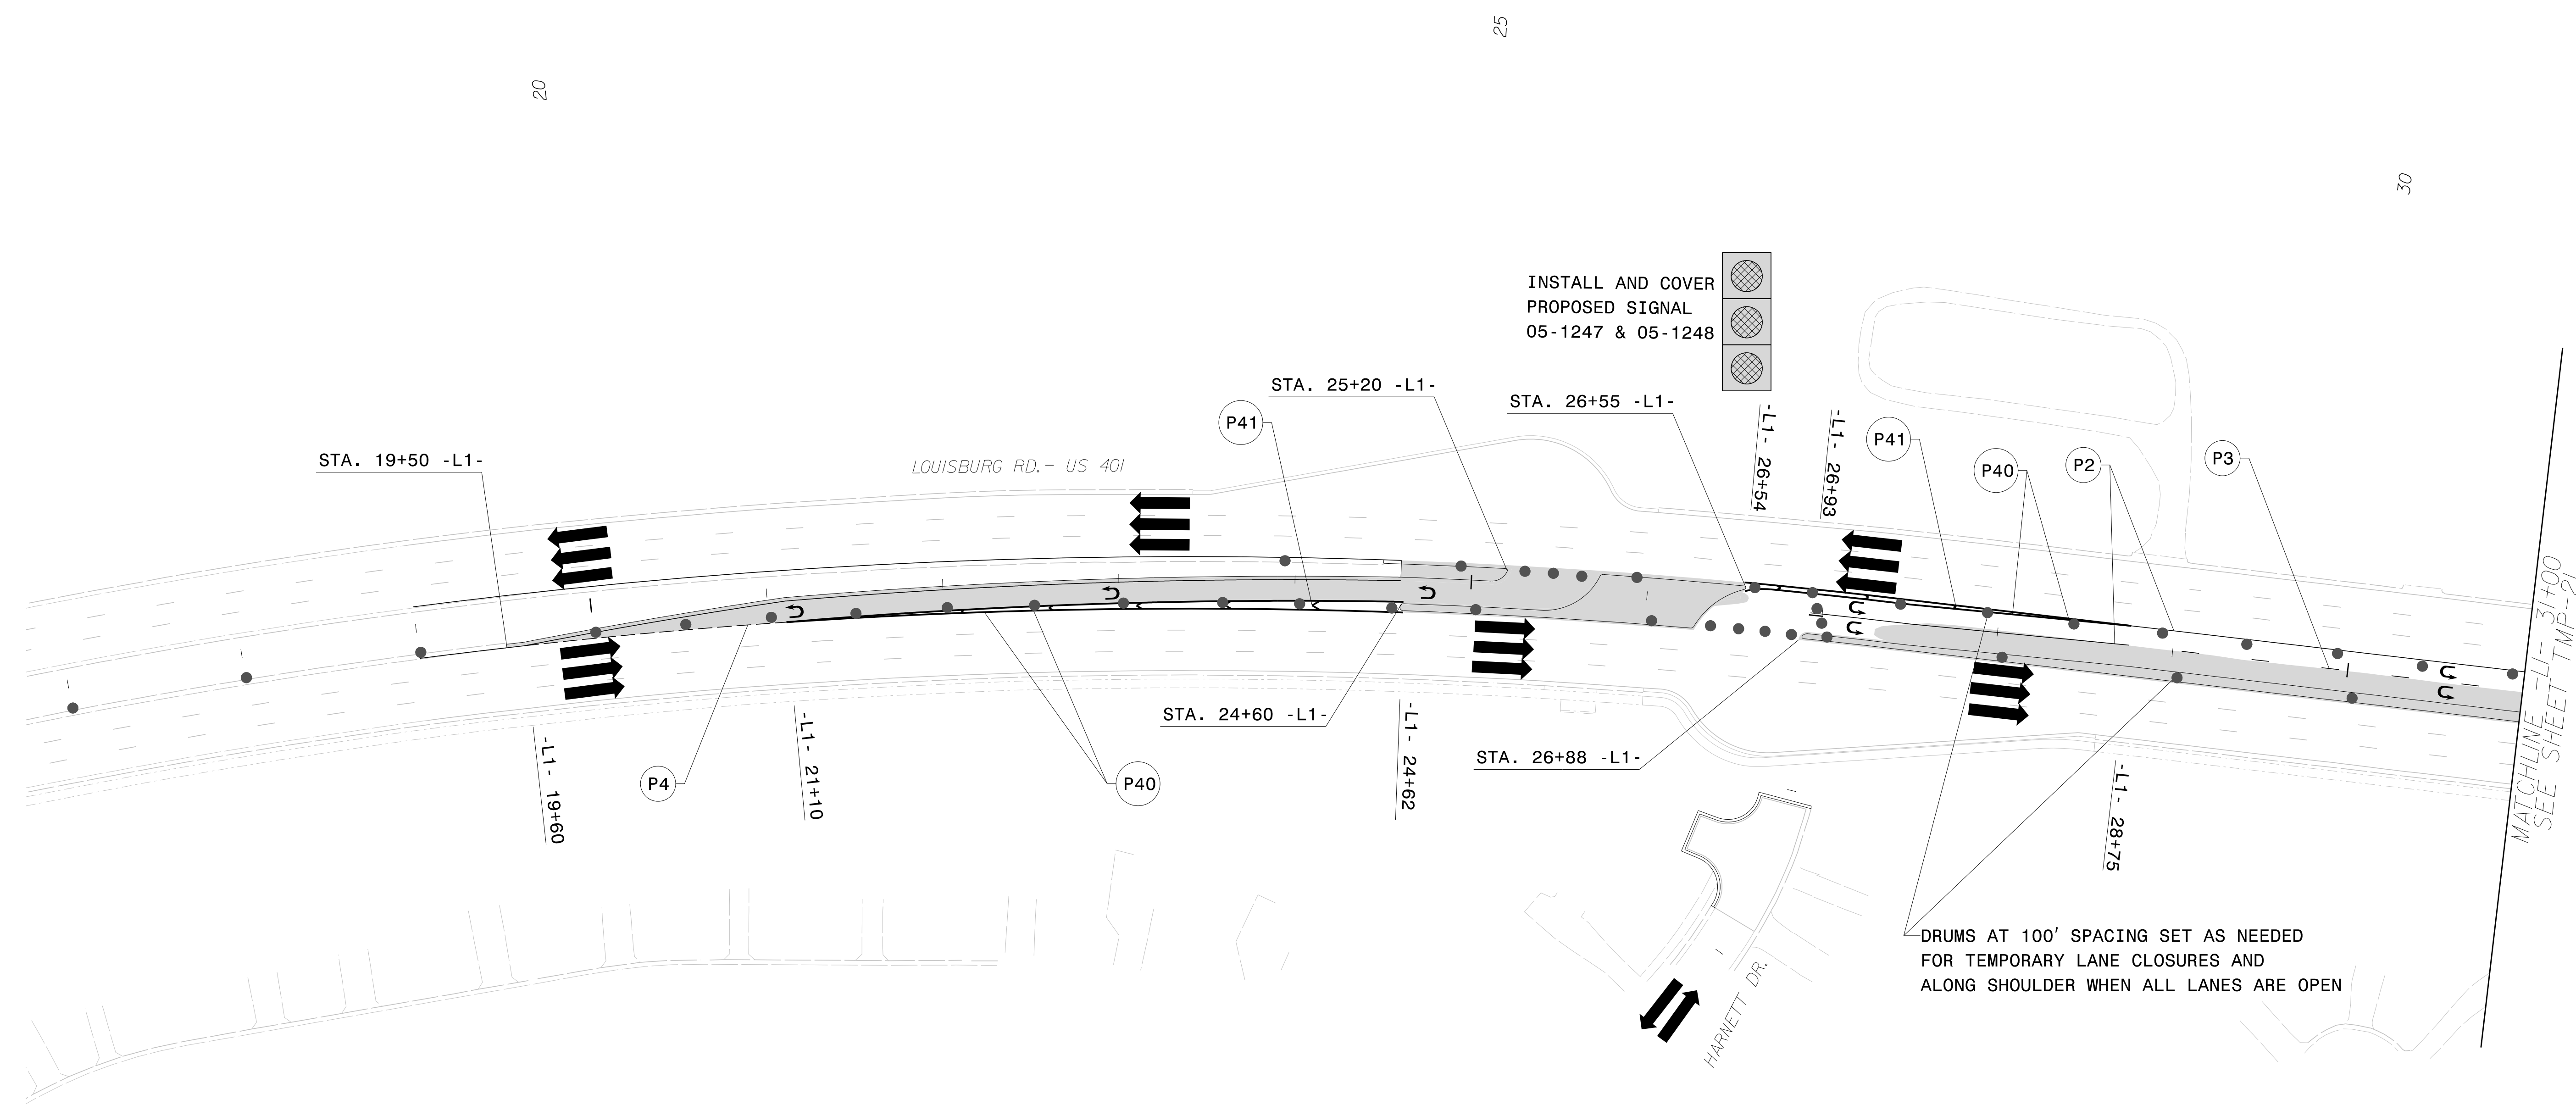 20
25
30
INSTALL AND COVER
PROPOSED SIGNAL
05-1247 & 05-1248
STA. 25+20 -L1-
STA. 26+55 -L1-
P41
-L1- 26+54
-L1- 26+93
P41
P40
P2
P3
STA. 19+50 -L1-
LOUISBURG RD.- US 401
STA. 24+60 -L1-
STA. 26+88 -L1-
-L1- 19+60
P4
-L1- 21+10
P40
-L1- 24+62
-L1- 28+75
MATCHLINE -L1- 31+00
SEE SHEET TMP-21
DRUMS AT 100' SPACING SET AS NEEDED
FOR TEMPORARY LANE CLOSURES AND
ALONG SHOULDER WHEN ALL LANES ARE OPEN
HARNETT DR.